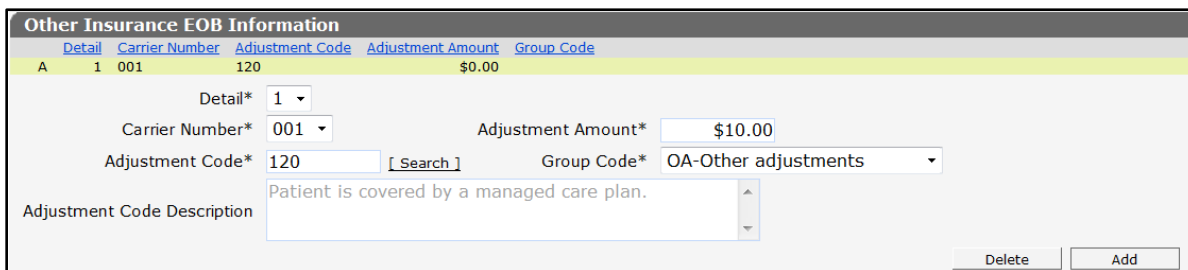 Other Insurance EOB Information
Detail Carrier Number Adjustment Code Adjustment Amount Group Code
A 1 001 120 $0.00
Detail* 1
Carrier Number* 001 Adjustment Amount* $10.00
Adjustment Code* 120 [ Search ] Group Code* OA-Other adjustments
Adjustment Code Description Patient is covered by a managed care plan.
Delete Add